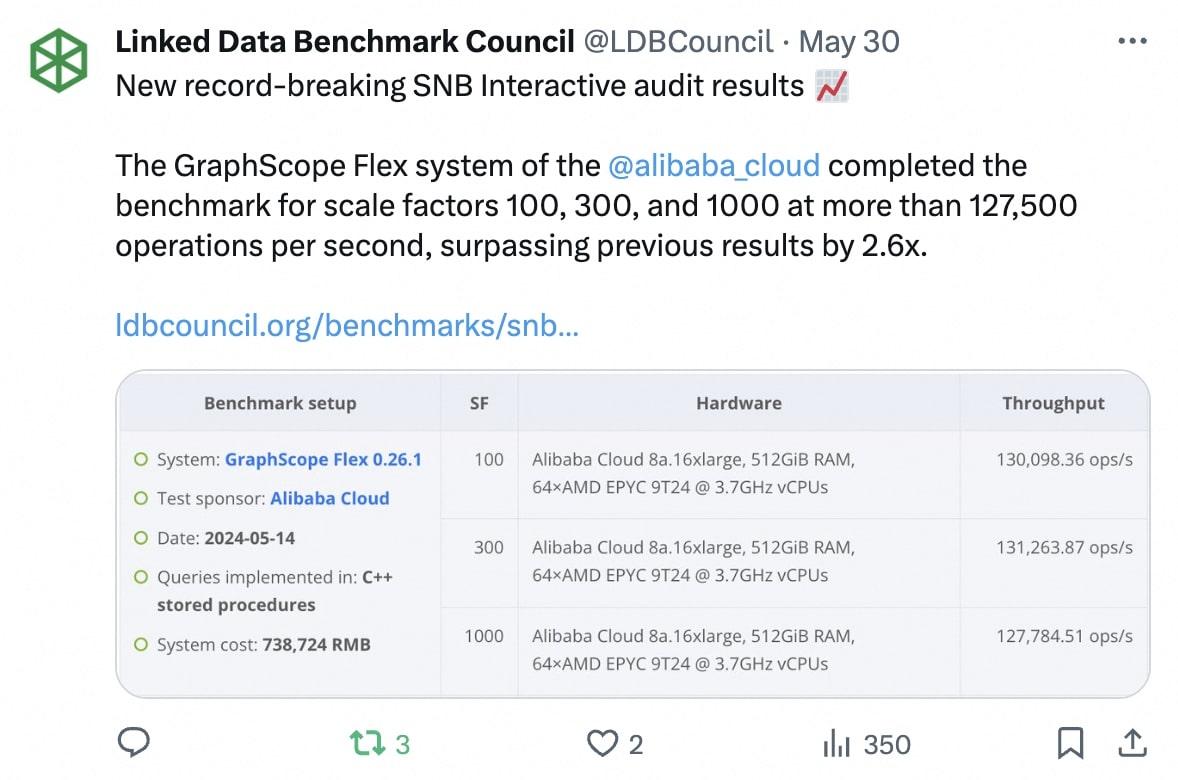 Linked Data Benchmark Council @LDBCouncil · May 30
New record-breaking SNB Interactive audit results 📈
The GraphScope Flex system of the @alibaba_cloud completed the
benchmark for scale factors 100, 300, and 1000 at more than 127,500
operations per second, surpassing previous results by 2.6x.
ldbcouncil.org/benchmarks/snb...
Benchmark setup SF Hardware Throughput
System: GraphScope Flex 0.26.1
Test sponsor: Alibaba Cloud
Date: 2024-05-14
Queries implemented in: C++
stored procedures
System cost: 738,724 RMB
100 Alibaba Cloud 8a.16xlarge, 512GiB RAM, 130,098.36 ops/s
64×AMD EPYC 9T24 @ 3.7GHz vCPUs
300 Alibaba Cloud 8a.16xlarge, 512GiB RAM, 131,263.87 ops/s
64×AMD EPYC 9T24 @ 3.7GHz vCPUs
1000 Alibaba Cloud 8a.16xlarge, 512GiB RAM, 127,784.51 ops/s
64×AMD EPYC 9T24 @ 3.7GHz vCPUs
3 2 350